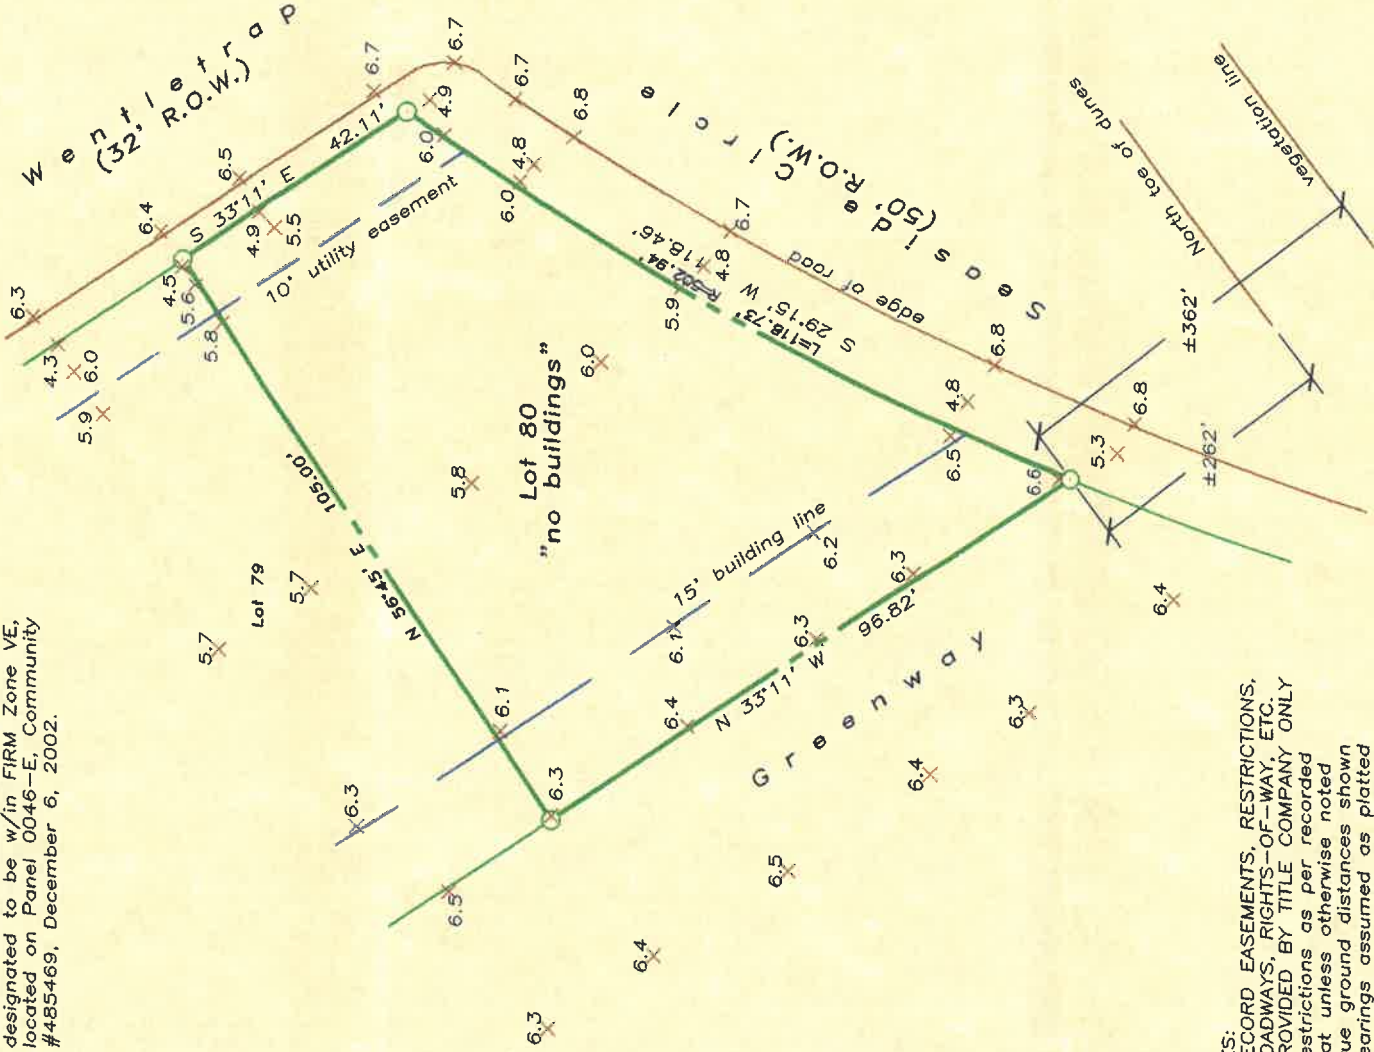 designated to be w/in FIRM Zone VE,
located on Panel 0046-E, Community
#485469, December 6, 2002.
Wentletrap
(32' R.O.W.)
6.3
6.4
6.5
6.7
6.7
6.7
6.8
4.3
6.0
5.9
4.5
5.6
5.8
S 33°11' E
42.11'
4.9
5.5
10' utility easement
6.0
4.9
6.0
4.8
Seaside Circle
(50' R.O.W.)
6.7
4.8
5.9
R=502.94'
118.46'
L=118.73'
S 29°15' W
edge of road
6.8
North toe of dunes
vegetation line
±362'
±262'
105.00'
N 56°45' E
Lot 79
5.7
5.7
5.8
Lot 80
"no buildings"
6.0
6.3
6.1
6.3
6.5
15' building line
6.1
6.2
6.5
4.8
6.6
5.3
6.8
6.4
6.3
6.3
N 33°11' W
96.82'
Greenway
6.4
6.3
6.4
6.5
6.4
6.3
ECORD EASEMENTS, RESTRICTIONS,
OADWAYS, RIGHTS-OF-WAY, ETC.
ROVIDED BY TITLE COMPANY ONLY
estrictions as per recorded
at unless otherwise noted
ue ground distances shown
earings assumed as platted